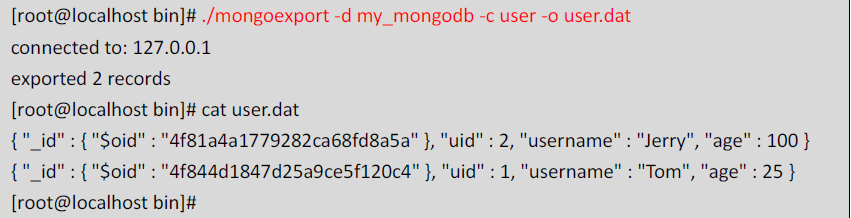 [root@localhost bin]# ./mongoexport -d my_mongodb -c user -o user.dat
connected to: 127.0.0.1
exported 2 records
[root@localhost bin]# cat user.dat
{ "_id" : { "$oid" : "4f81a4a1779282ca68fd8a5a" }, "uid" : 2, "username" : "Jerry", "age" : 100 }
{ "_id" : { "$oid" : "4f844d1847d25a9ce5f120c4" }, "uid" : 1, "username" : "Tom", "age" : 25 }
[root@localhost bin]#